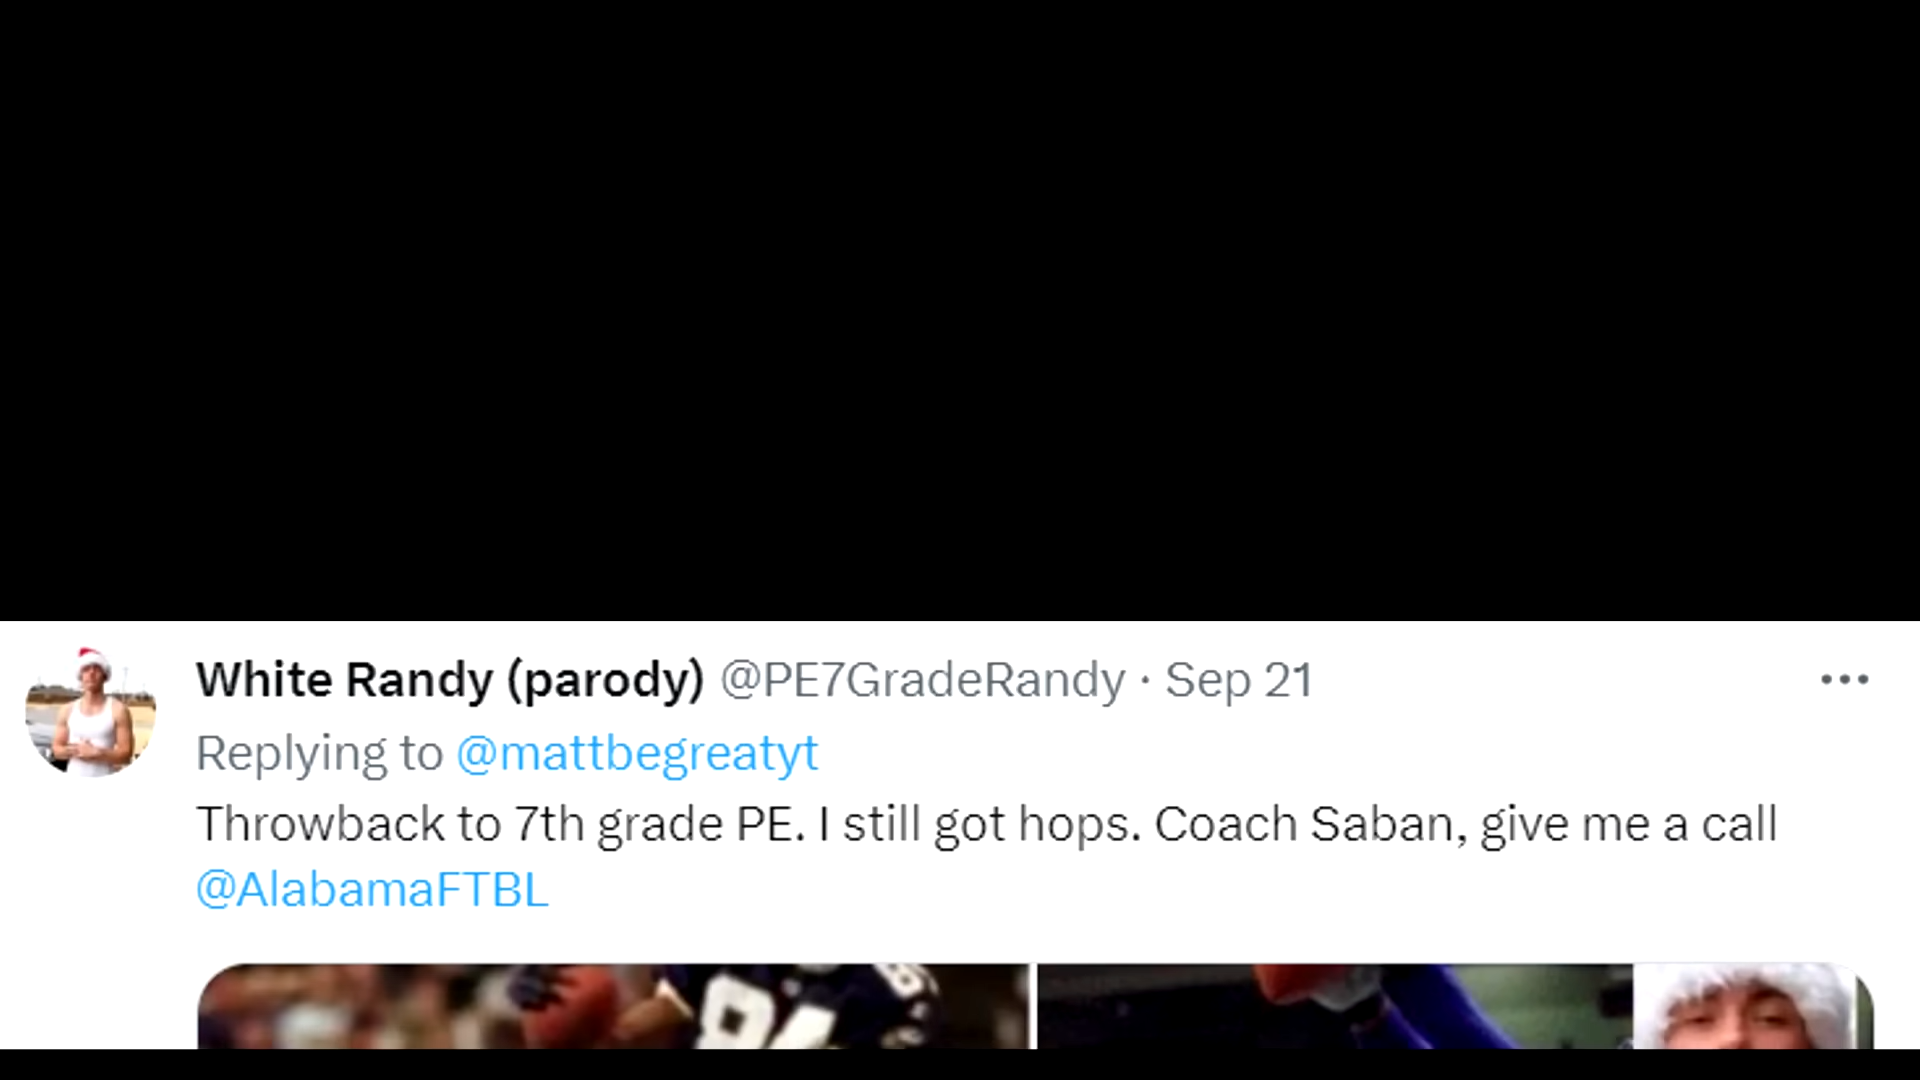 White Randy (parody) @PE7GradeRandy · Sep 21
Replying to @mattbegreatyt
Throwback to 7th grade PE. I still got hops. Coach Saban, give me a call
@AlabamaFTBL
84